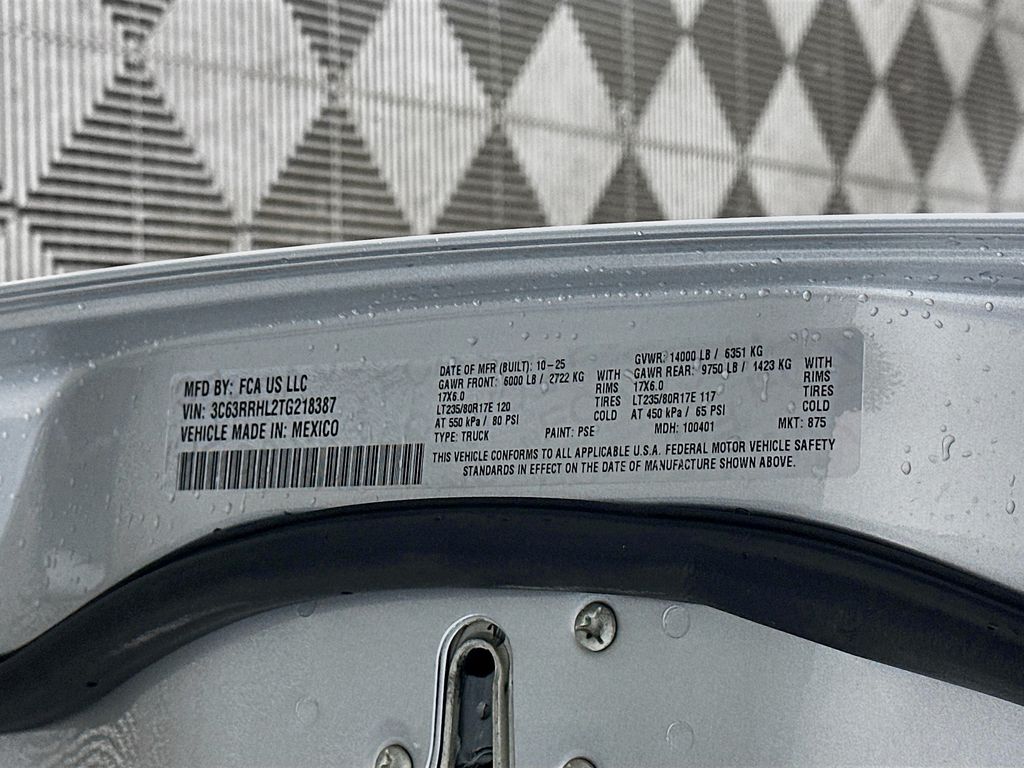 MFD BY: FCA US LLC
VIN: 3C63RRHL2TG218387
VEHICLE MADE IN: MEXICO
DATE OF MFR (BUILT): 10-25
GAWR FRONT: 6000 LB / 2722 KG
17X6.0
LT235/80R17E 120
AT 550 kPa / 80 PSI
WITH
RIMS
TIRES
COLD
GVWR: 14000 LB / 6351 KG
GAWR REAR: 9750 LB / 1423 KG
17X6.0
LT235/80R17E 117
AT 450 kPa / 65 PSI
WITH
RIMS
TIRES
COLD
TYPE: TRUCK PAINT: PSE MDH: 100401 MKT: 875
THIS VEHICLE CONFORMS TO ALL APPLICABLE U.S.A. FEDERAL MOTOR VEHICLE SAFETY
STANDARDS IN EFFECT ON THE DATE OF MANUFACTURE SHOWN ABOVE.